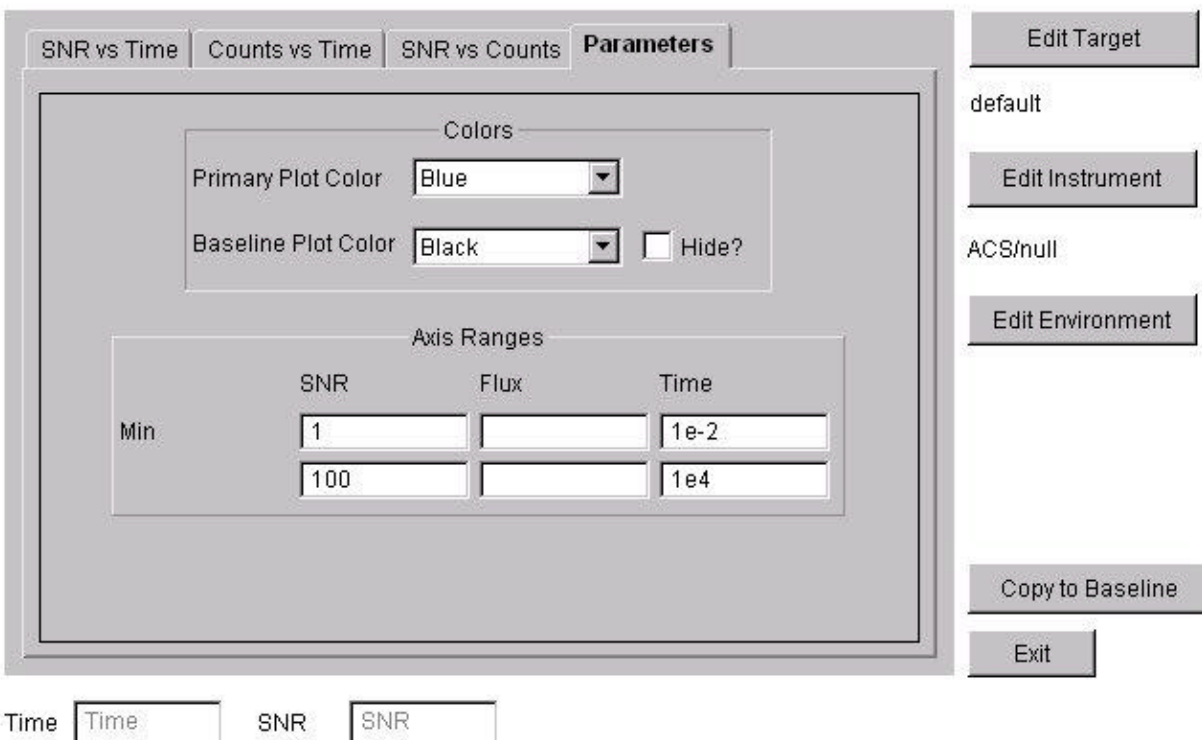 SNR vs Time Counts vs Time SNR vs Counts Parameters
Colors
Primary Plot Color Blue
Baseline Plot Color Black Hide?
Axis Ranges
SNR Flux Time
Min 1 1e-2
100 1e4
Edit Target
default
Edit Instrument
ACS/null
Edit Environment
Copy to Baseline
Exit
Time Time SNR SNR